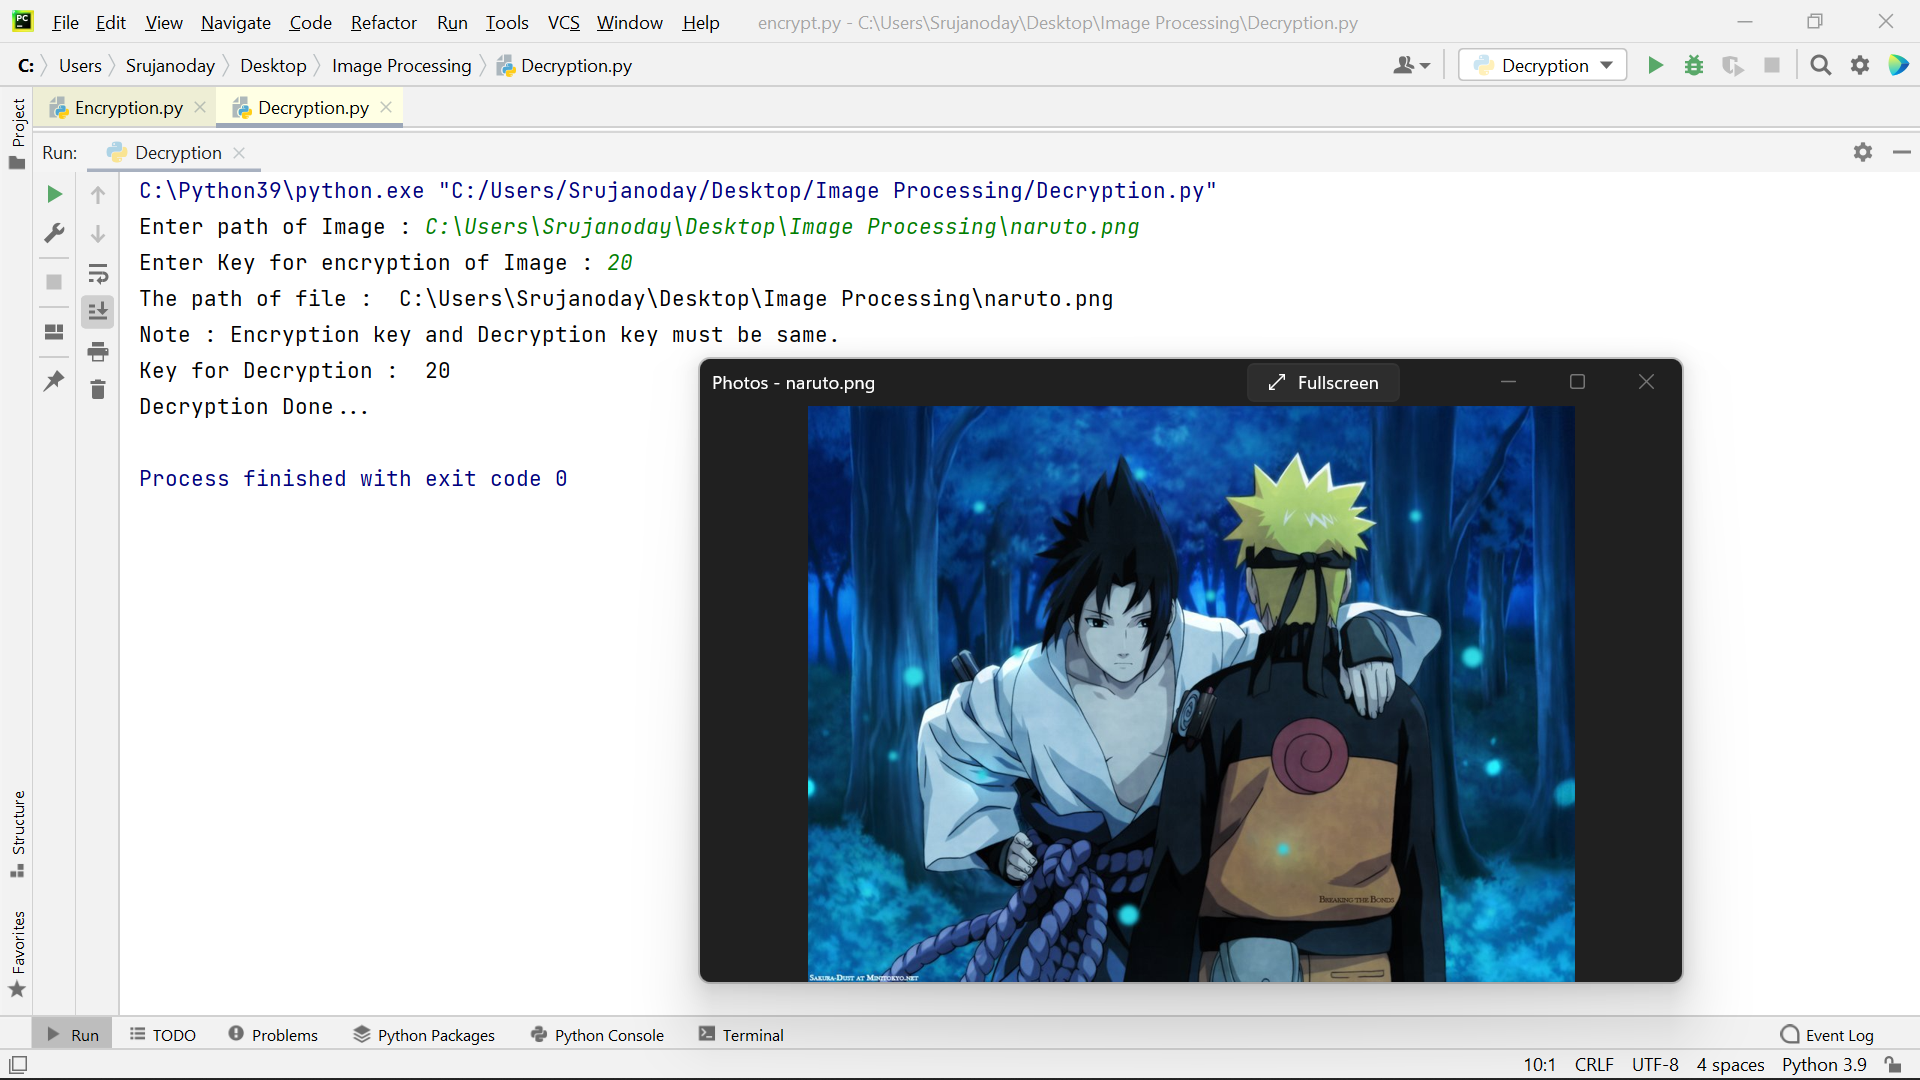 PC File Edit View Navigate Code Refactor Run Tools VCS Window Help encrypt.py - C:\Users\Srujanoday\Desktop\Image Processing\Decryption.py
C: Users Srujanoday Desktop Image Processing Decryption.py Decryption
Encryption.py Decryption.py
Project
Run: Decryption
C:\Python39\python.exe "C:/Users/Srujanoday/Desktop/Image Processing/Decryption.py"
Enter path of Image : C:\Users\Srujanoday\Desktop\Image Processing\naruto.png
Enter Key for encryption of Image : 20
The path of file :  C:\Users\Srujanoday\Desktop\Image Processing\naruto.png
Note : Encryption key and Decryption key must be same.
Key for Decryption :  20
Decryption Done...
Process finished with exit code 0
Photos - naruto.png Fullscreen
BREAKING THE BONDS
SAKURA-DUST AT MINITOKYO.NET
Structure
Favorites
Run TODO Problems Python Packages Python Console Terminal Event Log
10:1 CRLF UTF-8 4 spaces Python 3.9